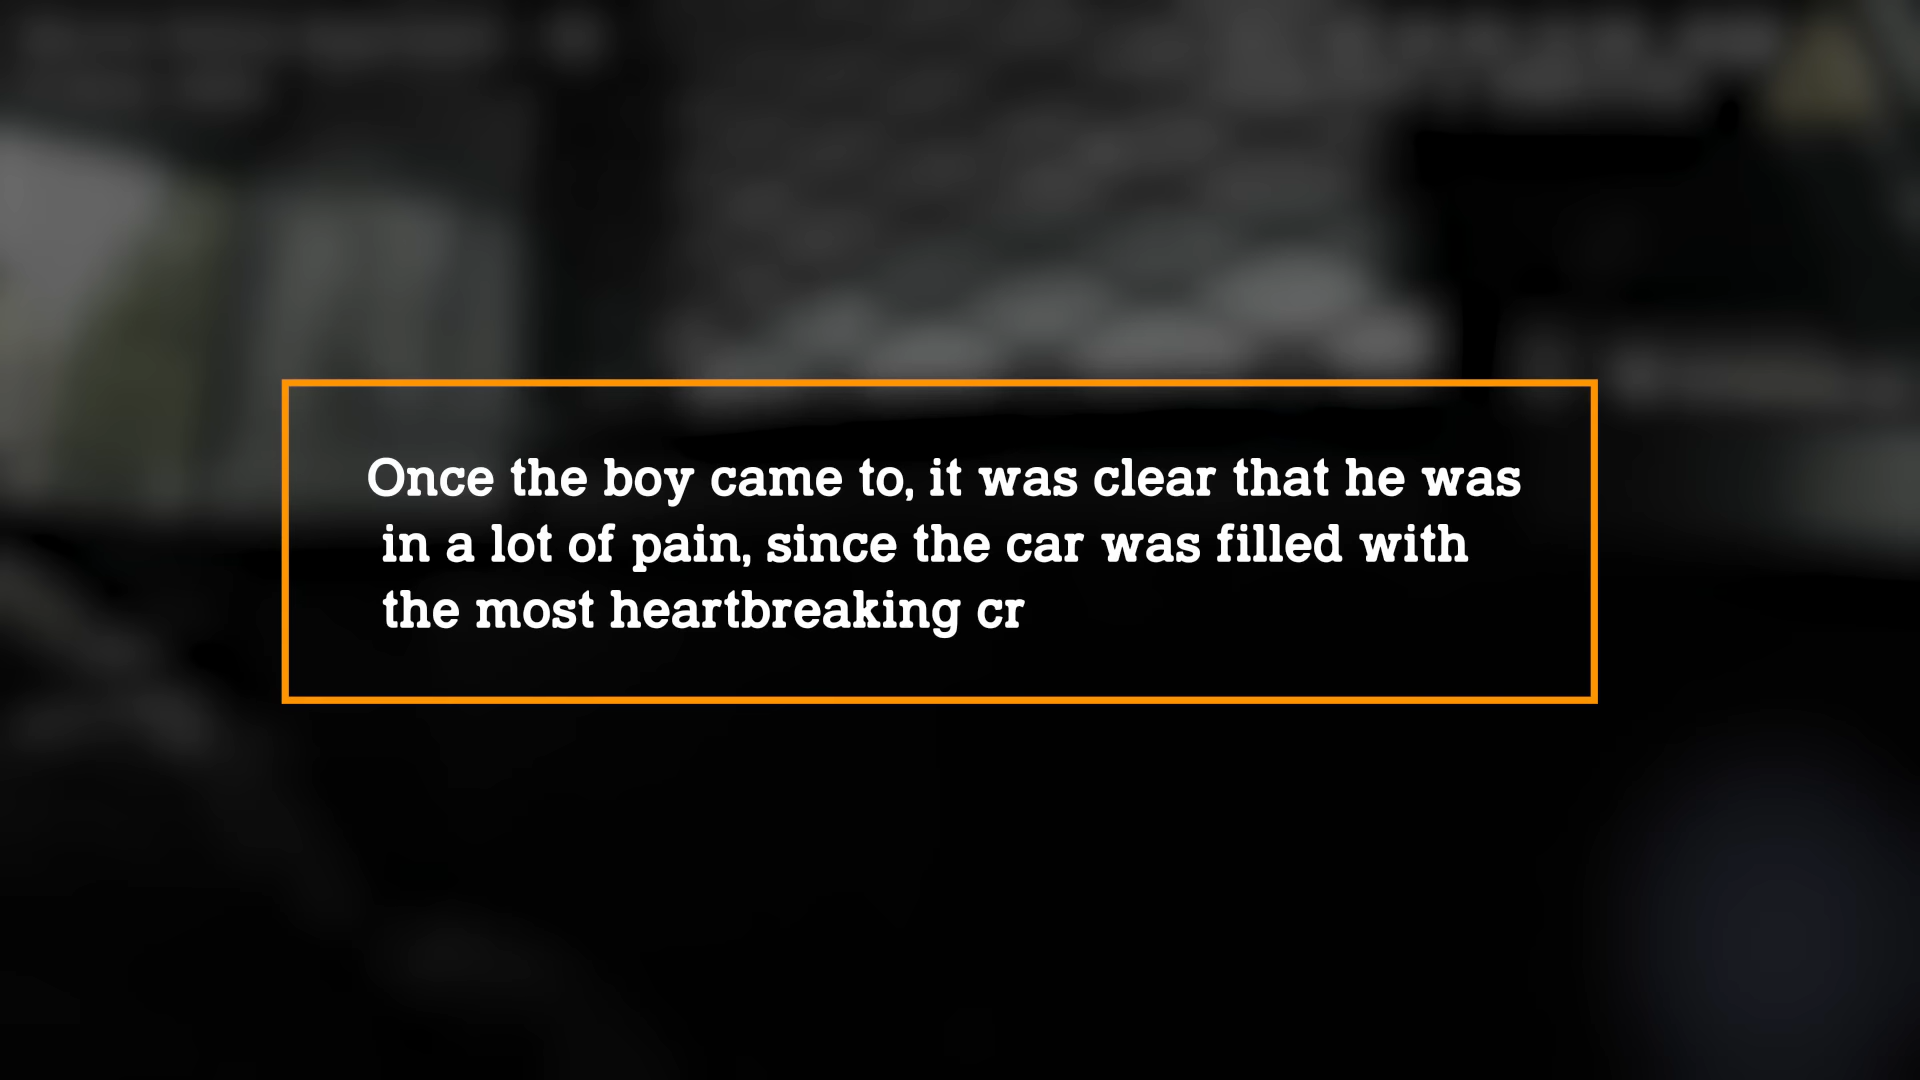 Once the boy came to, it was clear that he was
in a lot of pain, since the car was filled with
the most heartbreaking cr